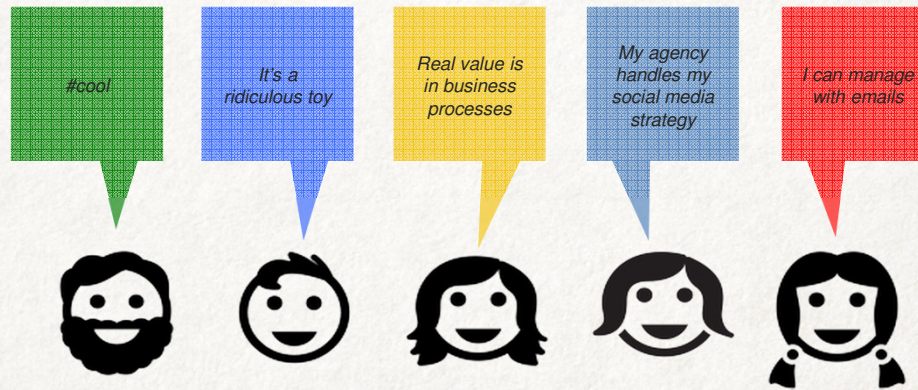 #cool
It's a
ridiculous toy
Real value is
in business
processes
My agency
handles my
social media
strategy
I can manage
with emails